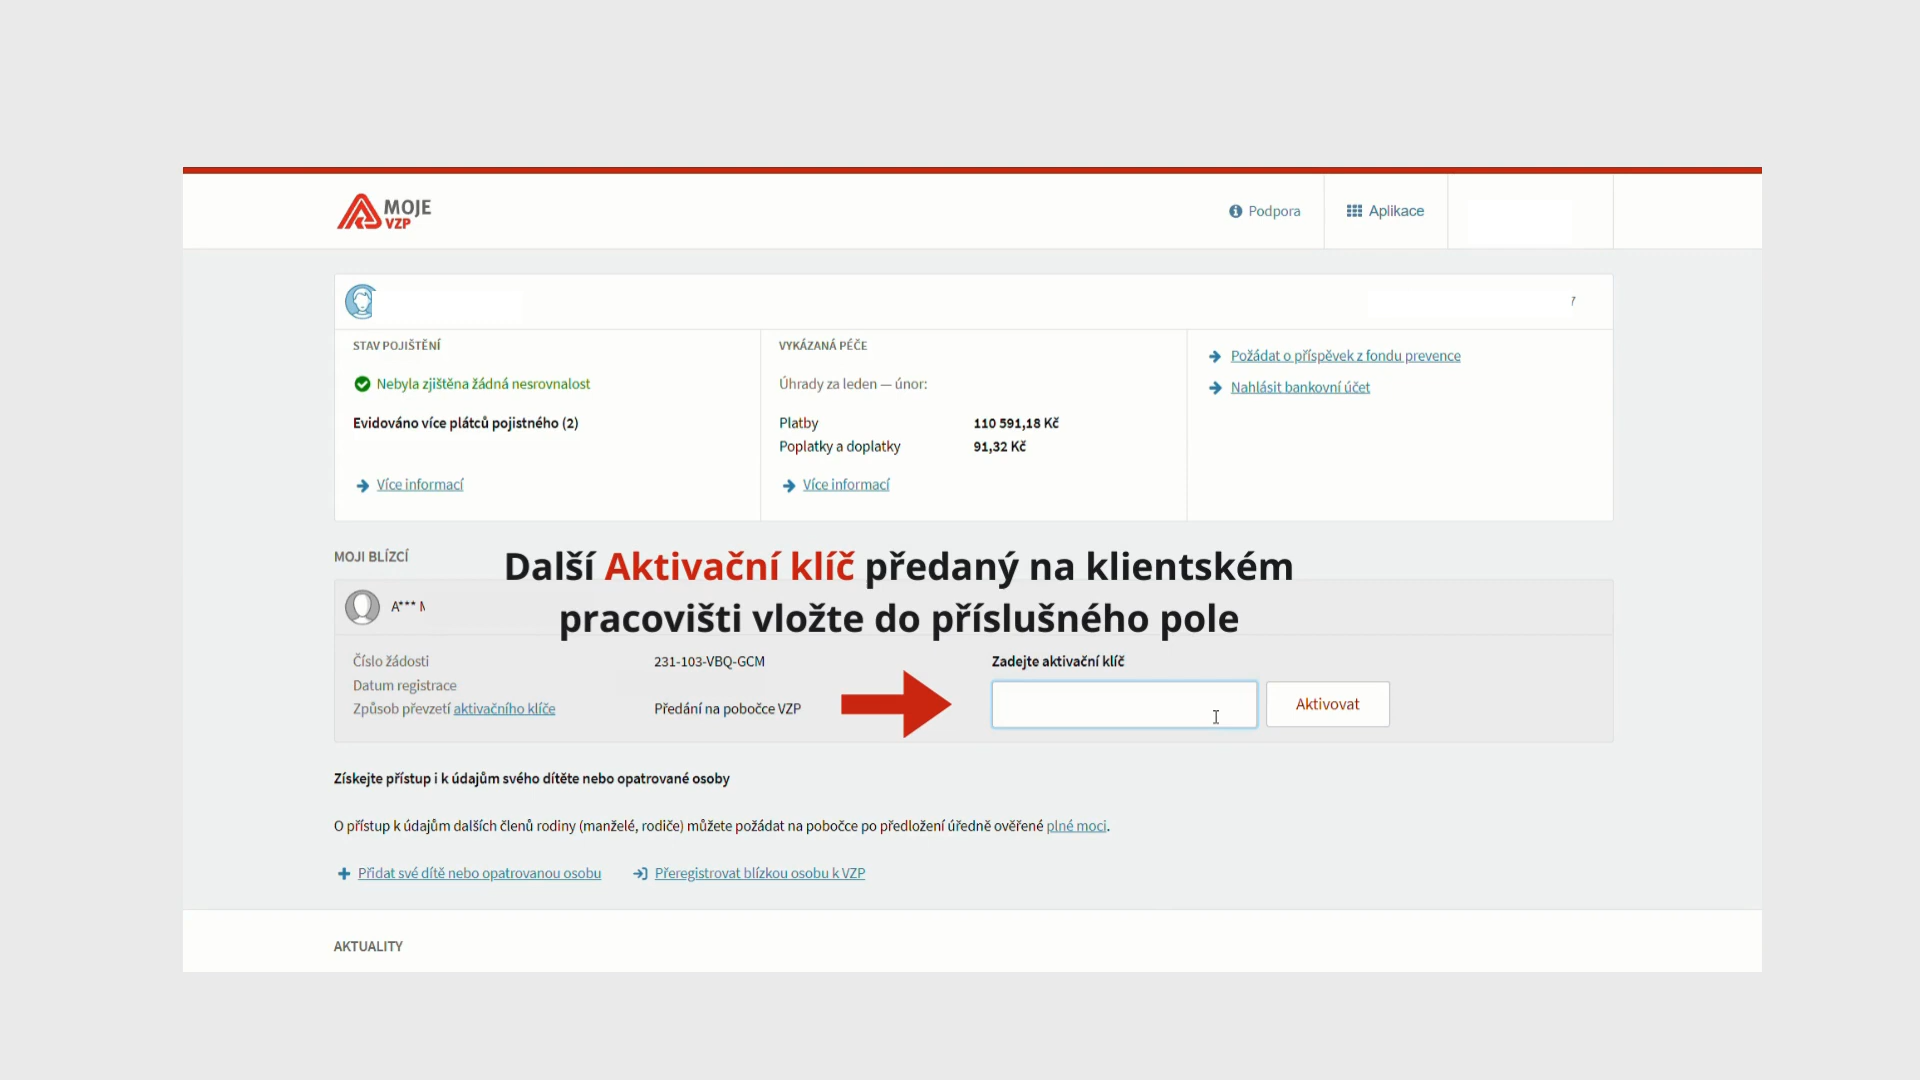 MOJE
VZP
Podpora
Aplikace
STAV POJIŠTĚNÍ
Nebyla zjištěna žádná nesrovnalost
Evidováno více plátců pojistného (2)
Více informací
VYKÁZANÁ PÉČE
Úhrady za leden — únor:
Platby 110 591,18 Kč
Poplatky a doplatky 91,32 Kč
Více informací
Požádat o příspěvek z fondu prevence
Nahlásit bankovní účet
MOJI BLÍZCÍ
Další Aktivační klíč předaný na klientském
pracovišti vložte do příslušného pole
A***
Číslo žádosti 231-103-VBQ-GCM
Datum registrace
Způsob převzetí aktivačního klíče Předání na pobočce VZP
Zadejte aktivační klíč
Aktivovat
Získejte přístup i k údajům svého dítěte nebo opatrované osoby
O přístup k údajům dalších členů rodiny (manželé, rodiče) můžete požádat na pobočce po předložení úředně ověřené plné moci.
Přidat své dítě nebo opatrovanou osobu
Přeregistrovat blízkou osobu k VZP
AKTUALITY